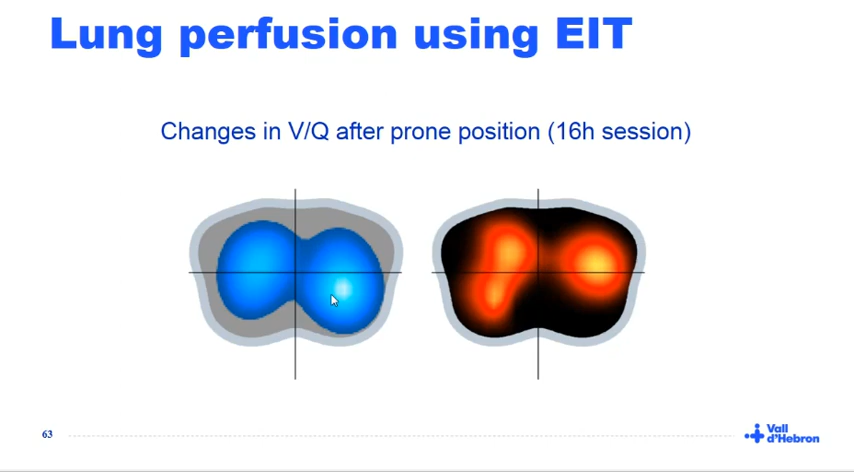 Lung perfusion using EIT
Changes in V/Q after prone position (16h session)
63
Vall
d'Hebron